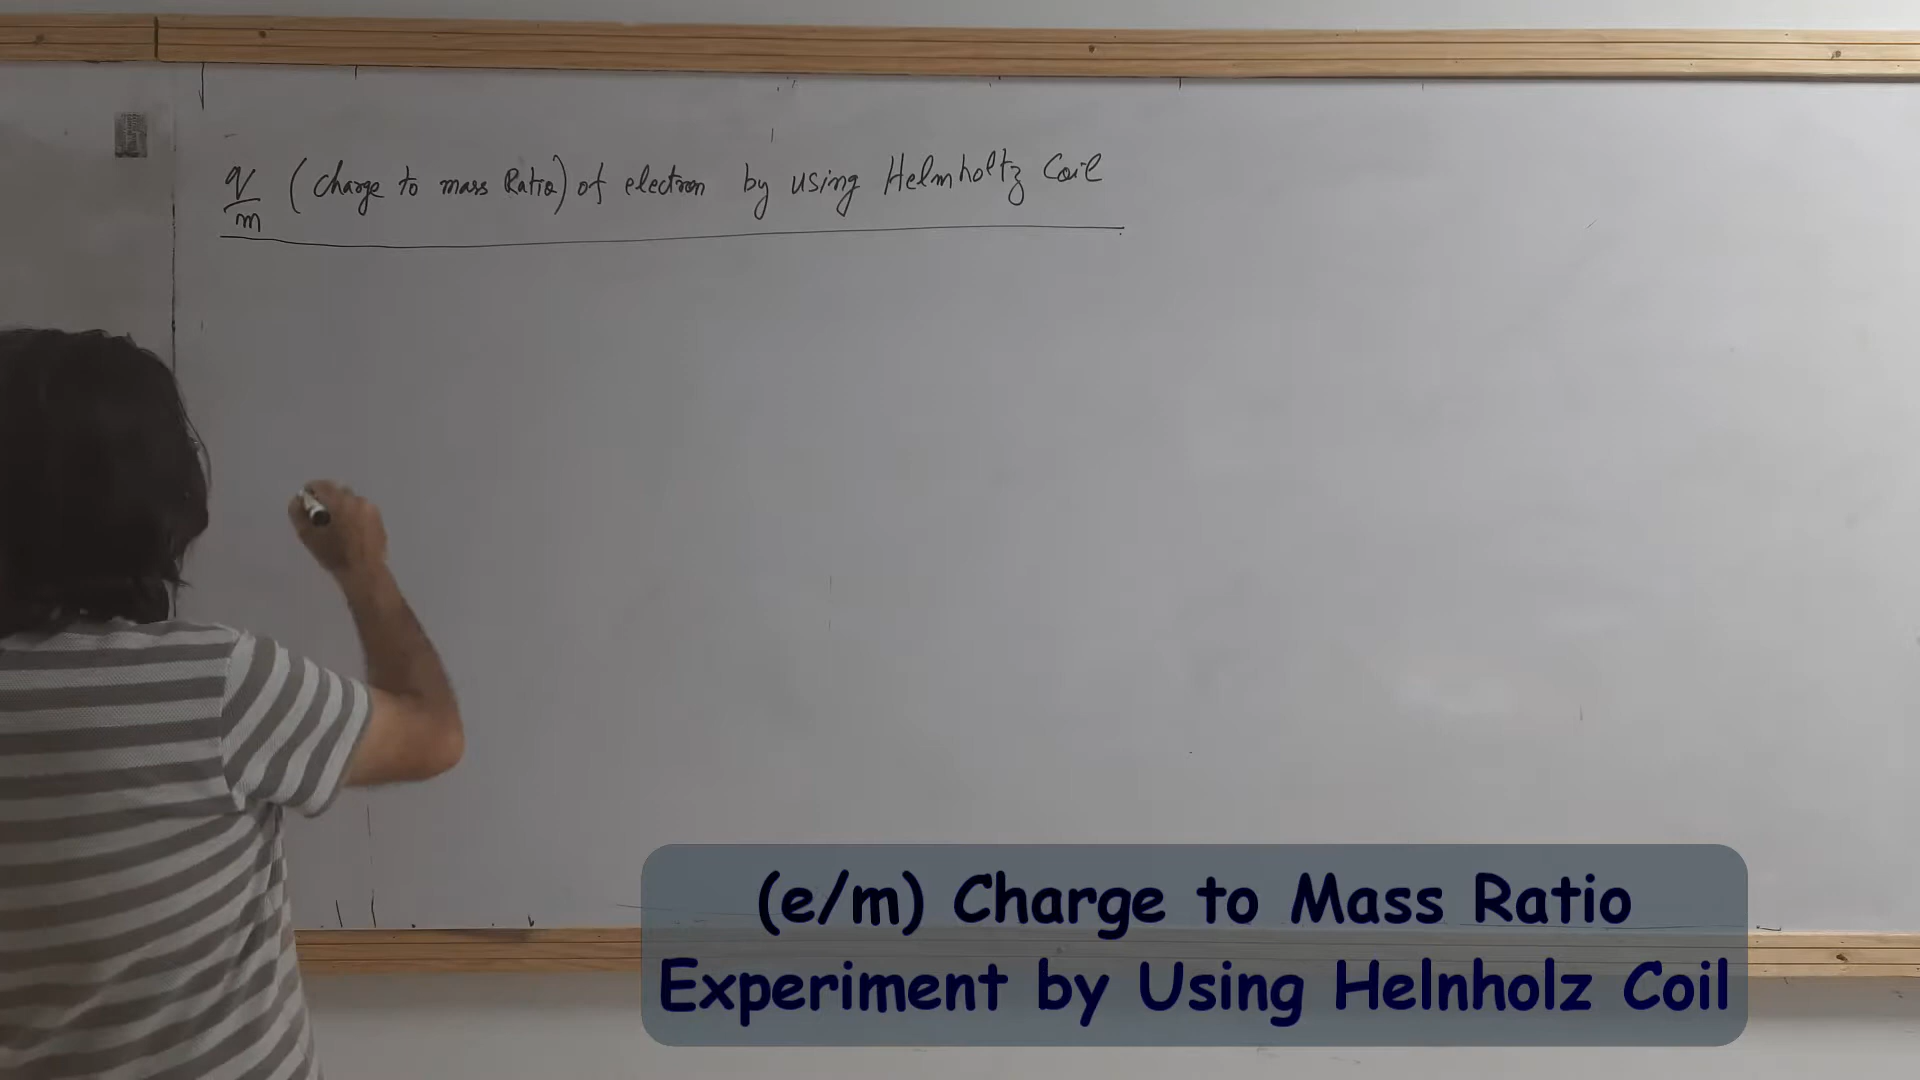 q/m (Charge to mass Ratio) of electron by using Helmholtz Coil
(e/m) Charge to Mass Ratio
Experiment by Using Helnholz Coil